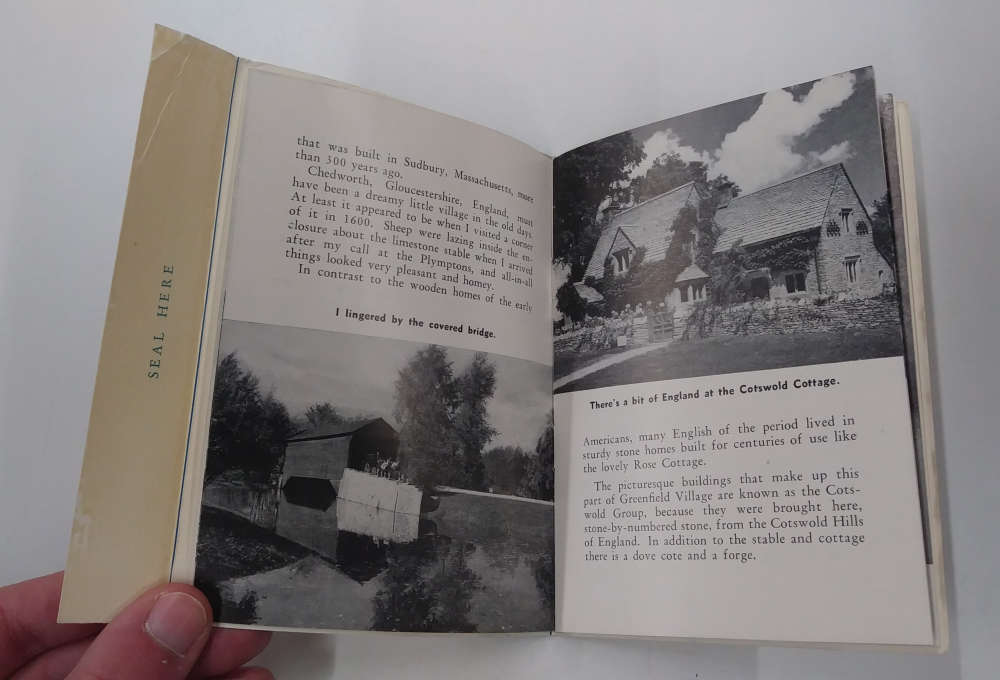 SEAL HERE
that was built in Sudbury, Massachusetts, more
than 300 years ago.
Chedworth, Gloucestershire, England, must
have been a dreamy little village in the old days.
At least it appeared to be when I visited a corner
of it in 1600. Sheep were lazing inside the en-
closure about the limestone stable when I arrived
after my call at the Plymptons, and all-in-all
things looked very pleasant and homey.
In contrast to the wooden homes of the early
I lingered by the covered bridge.
There's a bit of England at the Cotswold Cottage.
Americans, many English of the period lived in
sturdy stone homes built for centuries of use like
the lovely Rose Cottage.
The picturesque buildings that make up this
part of Greenfield Village are known as the Cots-
wold Group, because they were brought here,
stone-by-numbered stone, from the Cotswold Hills
of England. In addition to the stable and cottage
there is a dove cote and a forge.